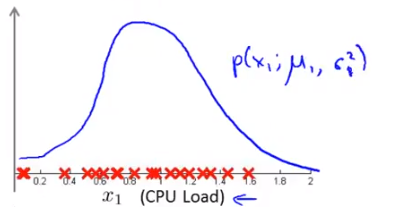 p(x₁; μ₁, σ₁²)
0.2 0.4 0.6 0.8 1 1.2 1.4 1.6 1.8 2
x₁ (CPU Load)